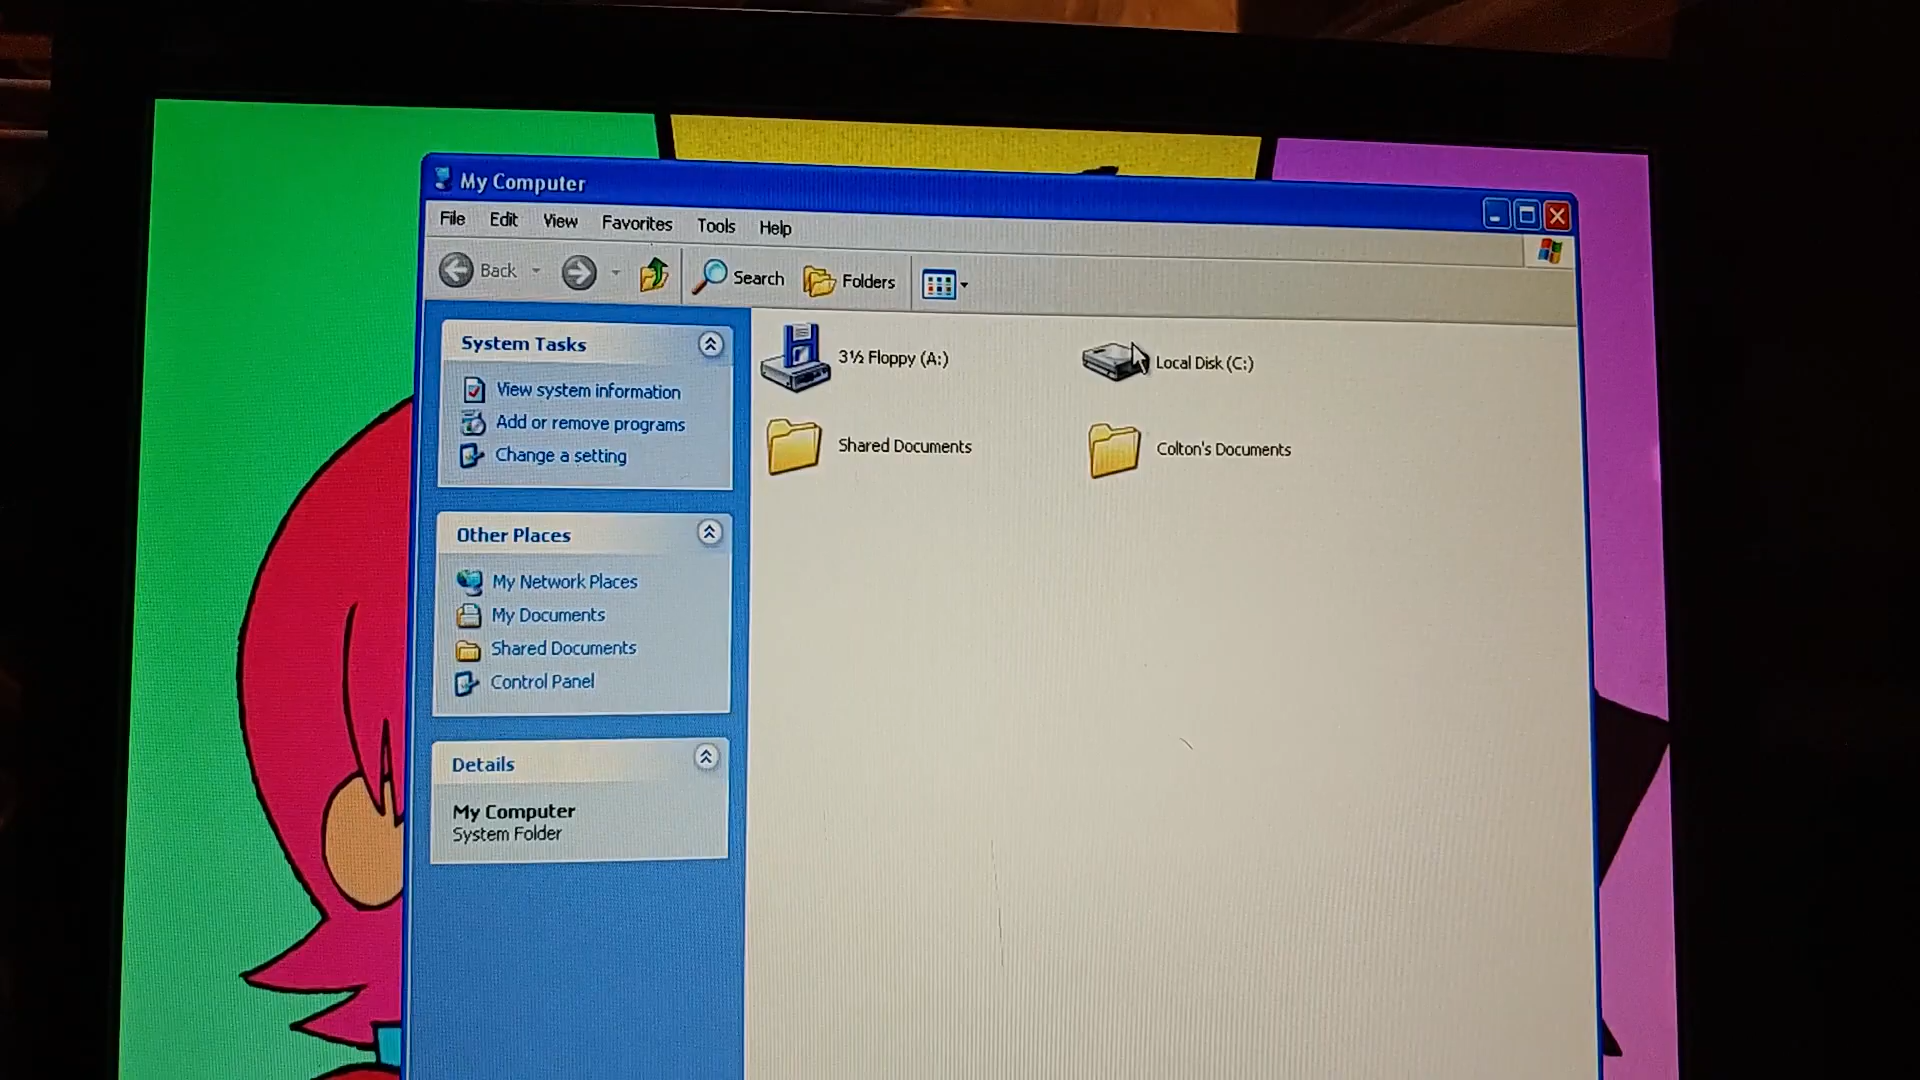 My Computer
File Edit View Favorites Tools Help
Back Search Folders
System Tasks
View system information
Add or remove programs
Change a setting
Other Places
My Network Places
My Documents
Shared Documents
Control Panel
Details
My Computer
System Folder
3½ Floppy (A:) Local Disk (C:)
Shared Documents Colton's Documents